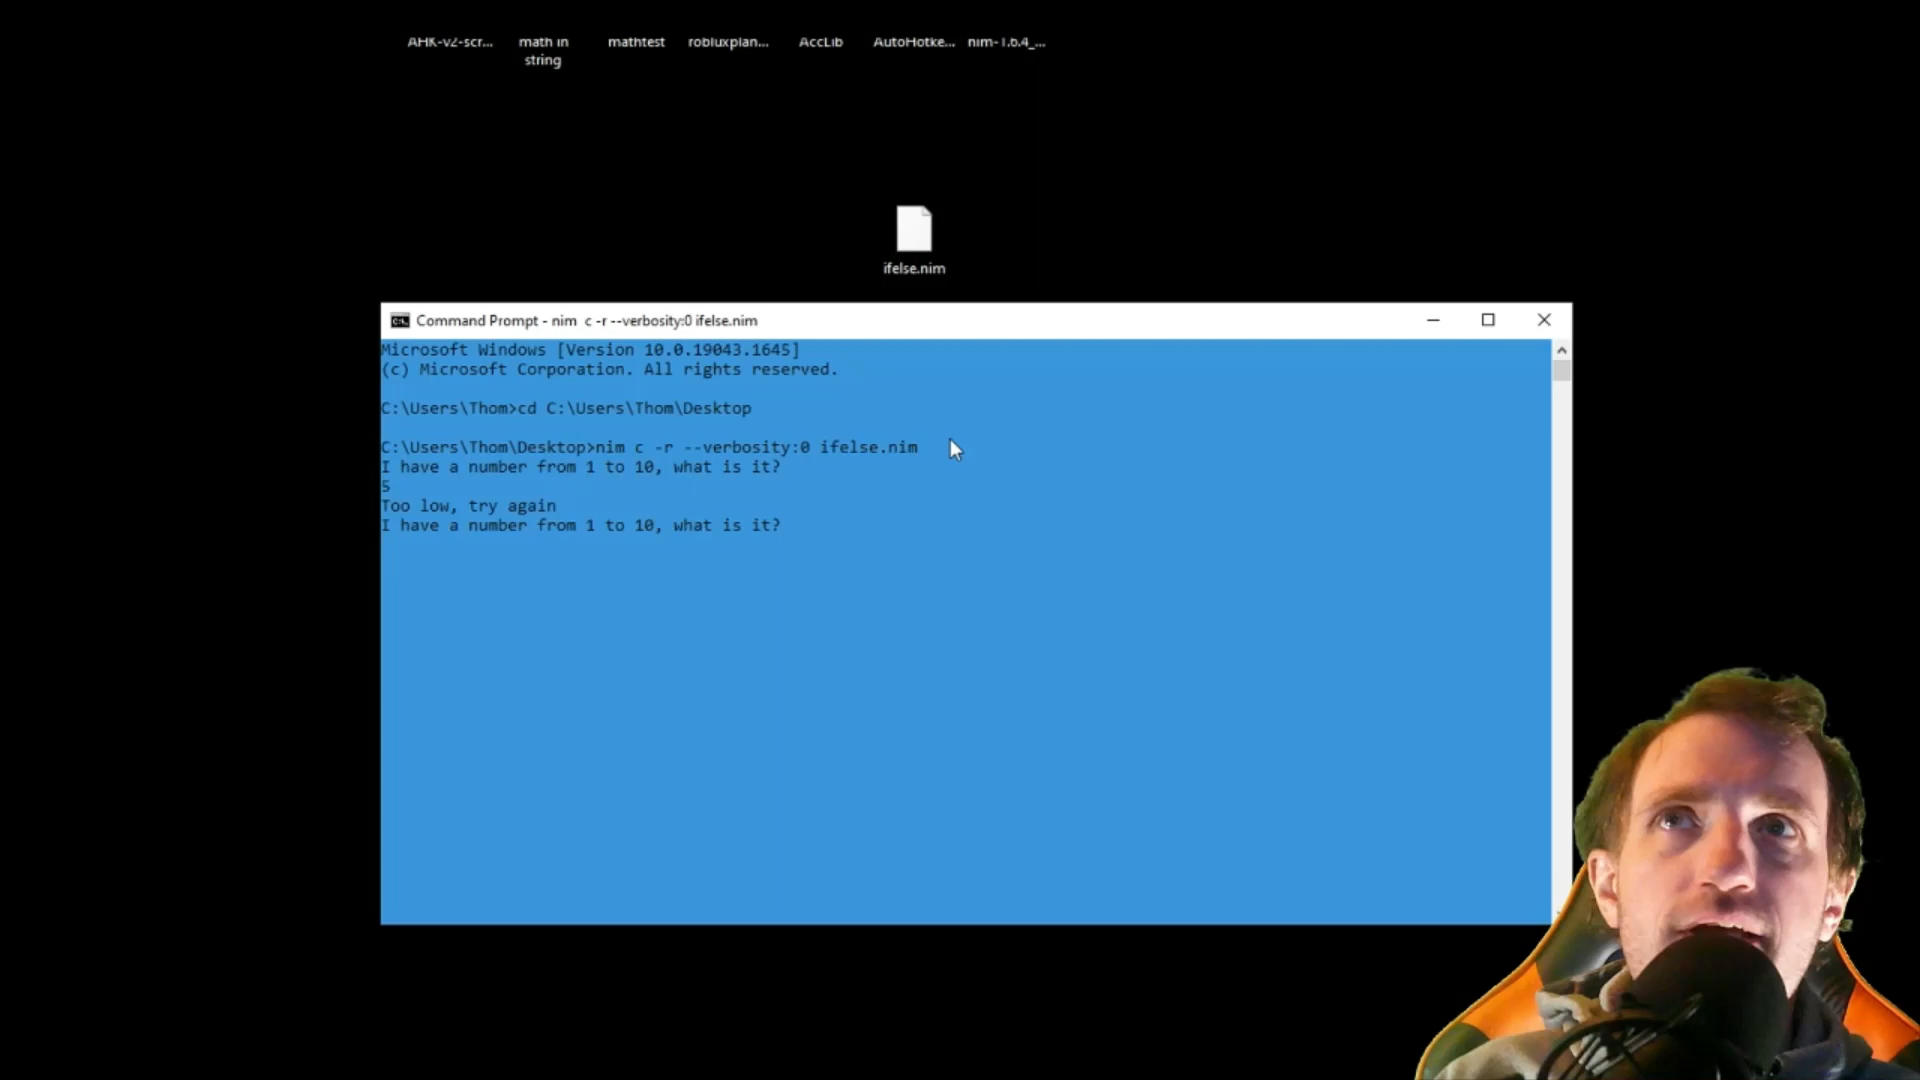 AHK-v2-scr... math in mathtest robluxplan... AccLib AutoHotke... nim-1.6.4_...
string
ifelse.nim
Command Prompt - nim  c -r --verbosity:0 ifelse.nim
Microsoft Windows [Version 10.0.19043.1645]
(c) Microsoft Corporation. All rights reserved.
C:\Users\Thom>cd C:\Users\Thom\Desktop
C:\Users\Thom\Desktop>nim c -r --verbosity:0 ifelse.nim
I have a number from 1 to 10, what is it?
5
Too low, try again
I have a number from 1 to 10, what is it?